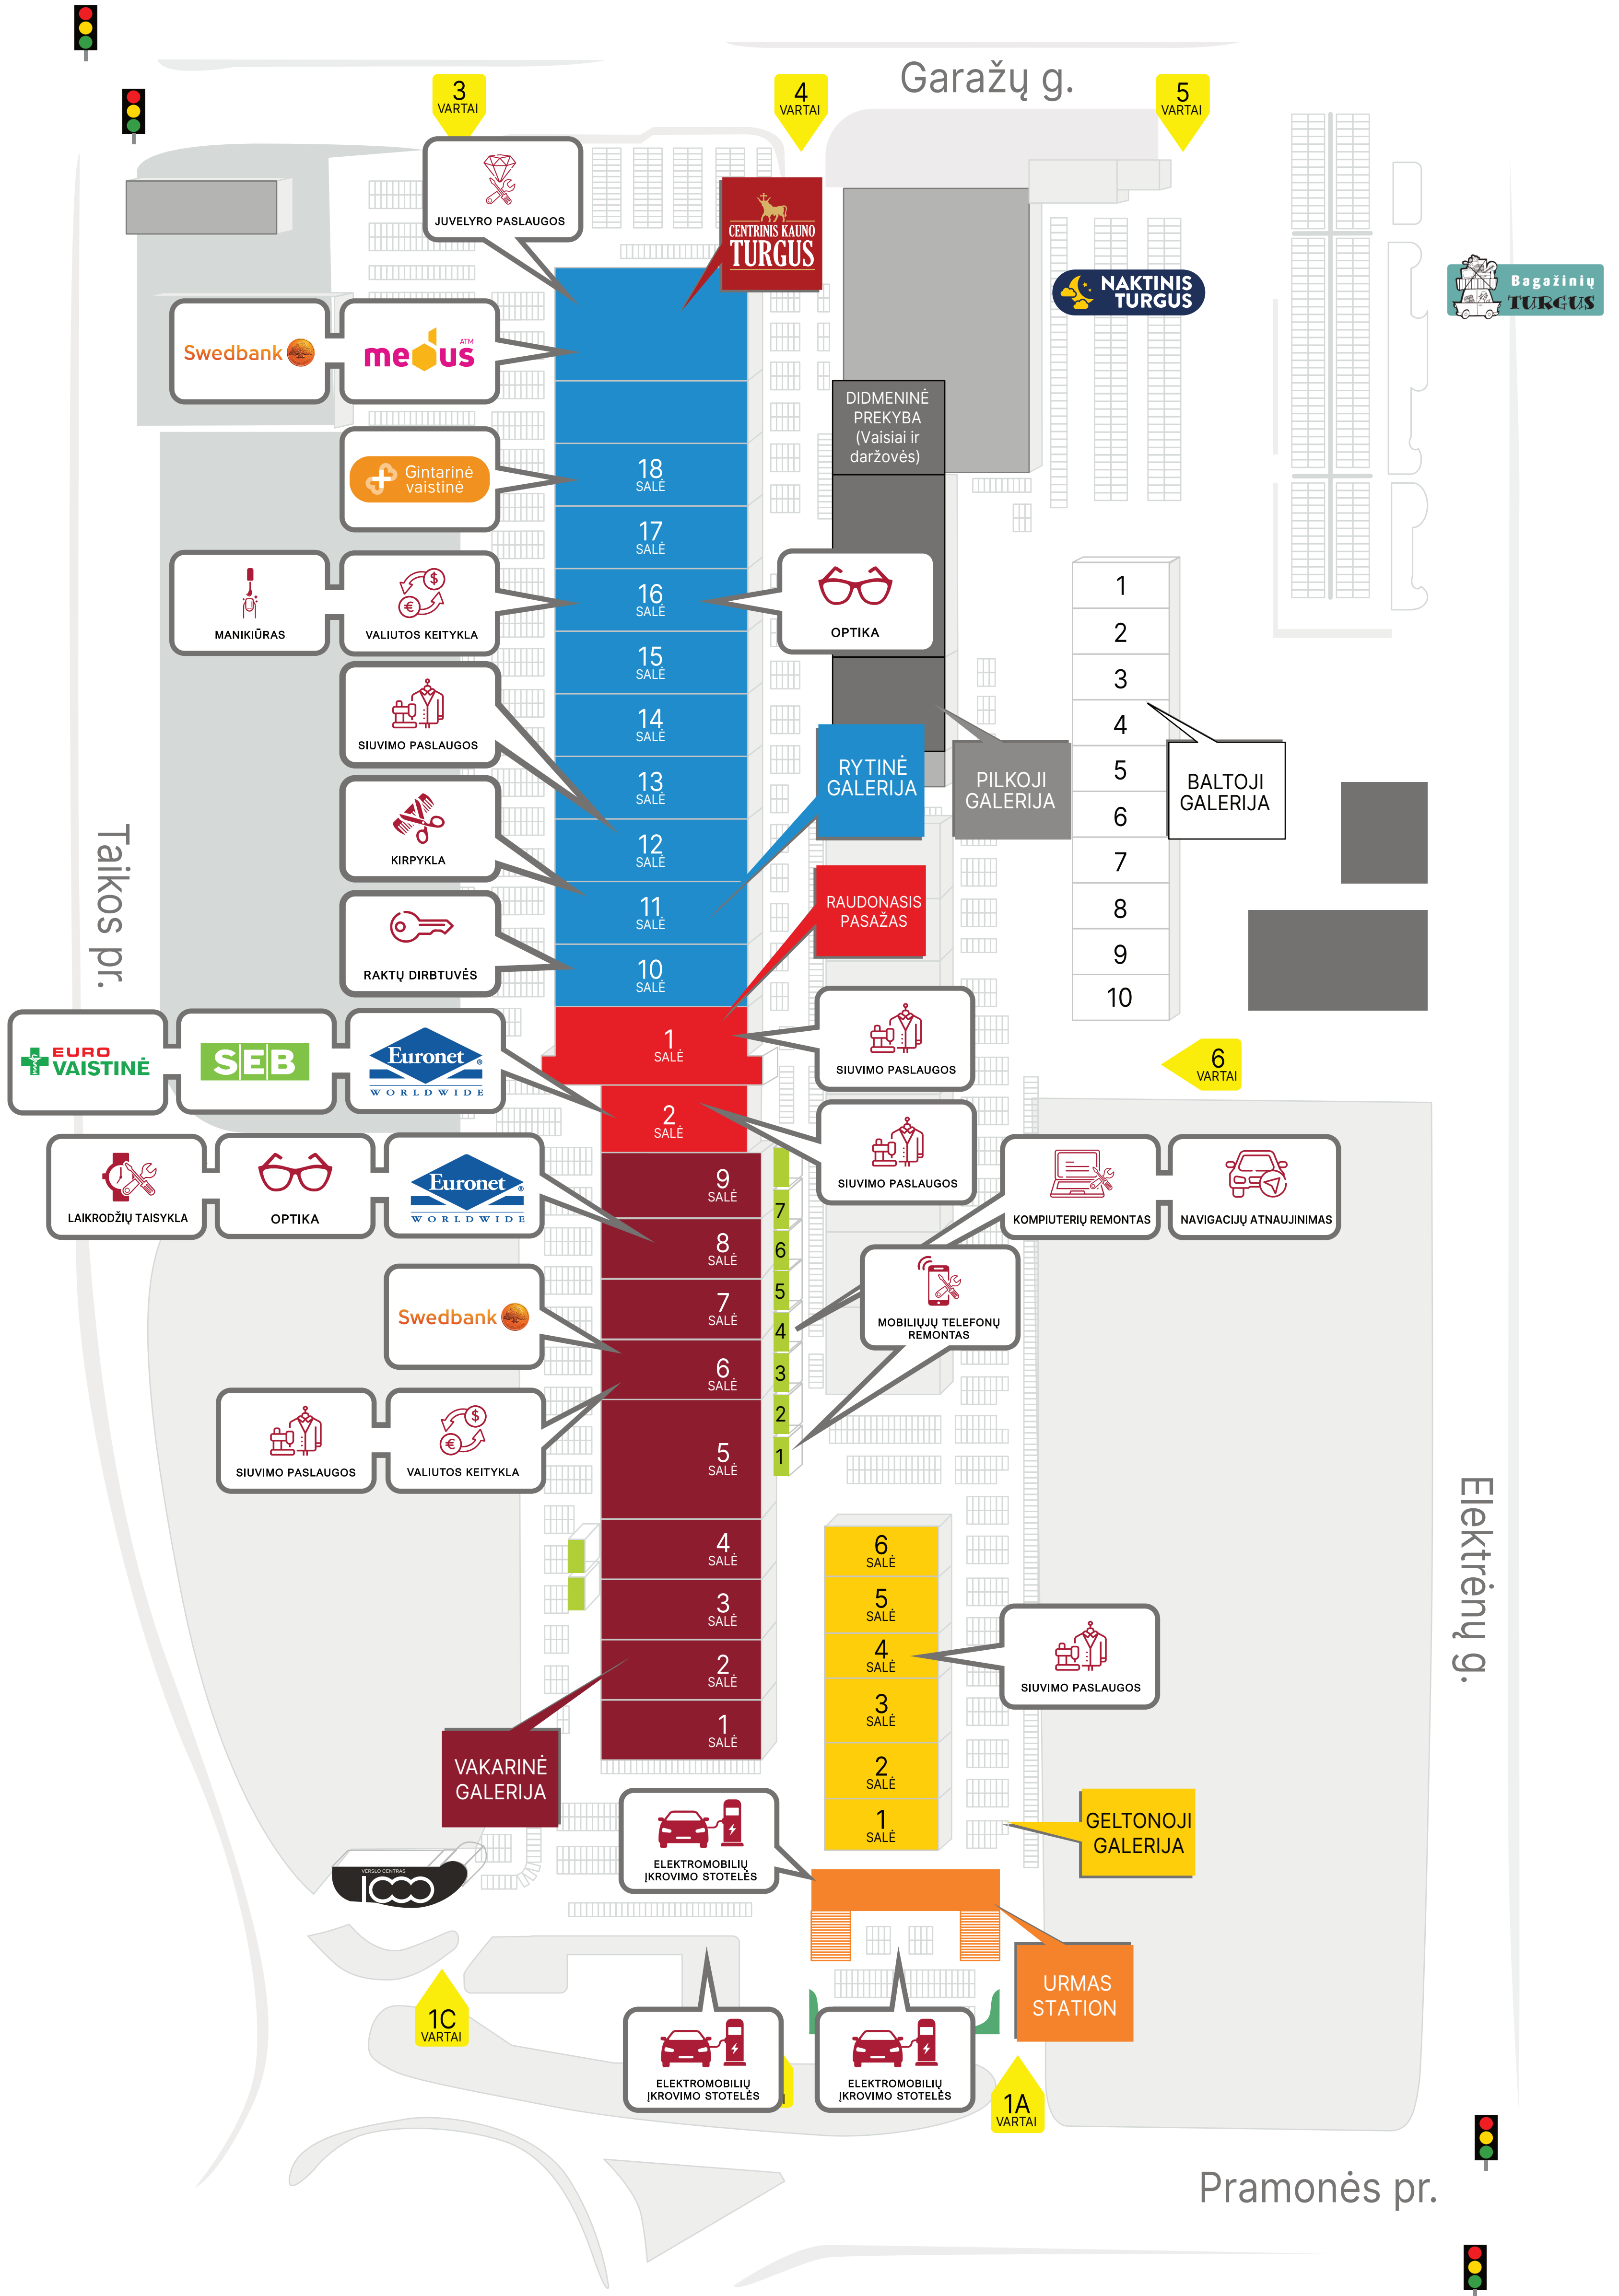 Garažų g.
3
VARTAI
4
VARTAI
5
VARTAI
JUVELYRO PASLAUGOS
CENTRINIS KAUNO
TURGUS
NAKTINIS
TURGUS
Bagažinių
TURGUS
Swedbank
ATM
medus
DIDMENINĖ
PREKYBA
(Vaisiai ir
daržovės)
Gintarinė
vaistinė
18
SALĖ
17
SALĖ
16
SALĖ
15
SALĖ
14
SALĖ
13
SALĖ
12
SALĖ
11
SALĖ
10
SALĖ
MANIKIŪRAS
$
€
VALIUTOS KEITYKLA
OPTIKA
SIUVIMO PASLAUGOS
KIRPYKLA
RAKTŲ DIRBTUVĖS
1
2
3
4
5
6
7
8
9
10
RYTINĖ
GALERIJA
PILKOJI
GALERIJA
BALTOJI
GALERIJA
RAUDONASIS
PASAŽAS
Taikos pr.
EURO
VAISTINĖ
SEB
Euronet
WORLDWIDE
1
SALĖ
2
SALĖ
SIUVIMO PASLAUGOS
6
VARTAI
SIUVIMO PASLAUGOS
LAIKRODŽIŲ TAISYKLA
OPTIKA
Euronet
WORLDWIDE
KOMPIUTERIŲ REMONTAS
NAVIGACIJŲ ATNAUJINIMAS
MOBILIŲJŲ TELEFONŲ
REMONTAS
Swedbank
SIUVIMO PASLAUGOS
$
€
VALIUTOS KEITYKLA
9
SALĖ
8
SALĖ
7
SALĖ
6
SALĖ
5
SALĖ
4
SALĖ
3
SALĖ
2
SALĖ
1
SALĖ
7
6
5
4
3
2
1
6
SALĖ
5
SALĖ
4
SALĖ
3
SALĖ
2
SALĖ
1
SALĖ
SIUVIMO PASLAUGOS
Elektrėnų g.
VAKARINĖ
GALERIJA
GELTONOJI
GALERIJA
ELEKTROMOBILIŲ
ĮKROVIMO STOTELĖS
VERSLO CENTRAS
1000
URMAS
STATION
1C
VARTAI
ELEKTROMOBILIŲ
ĮKROVIMO STOTELĖS
ELEKTROMOBILIŲ
ĮKROVIMO STOTELĖS
1A
VARTAI
Pramonės pr.